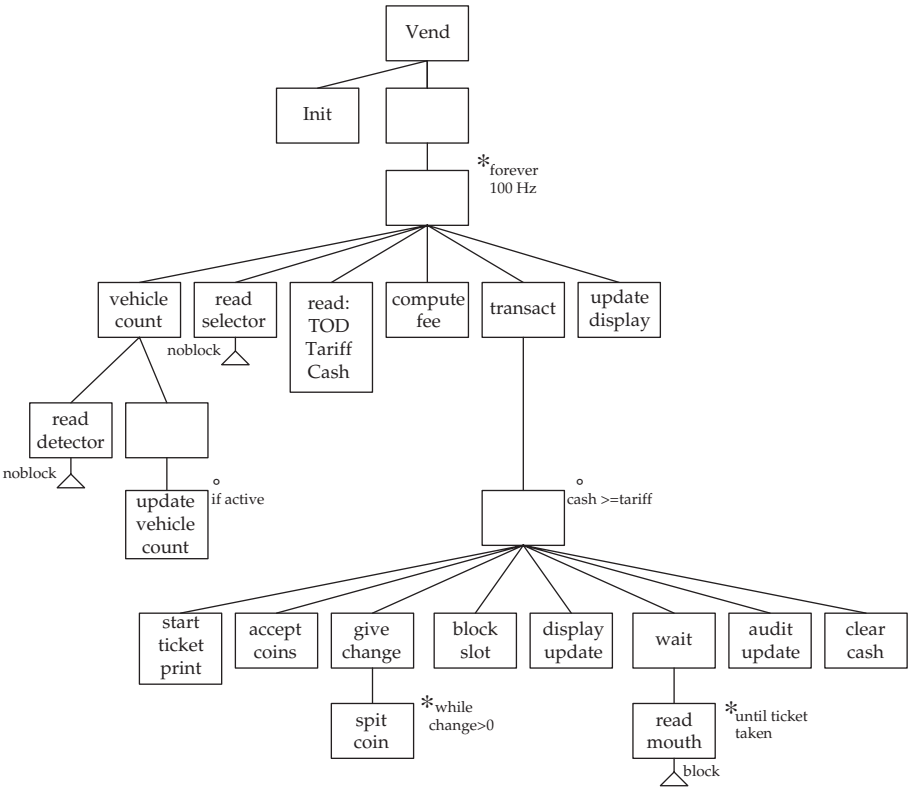 Vend
Init
*forever
100 Hz
vehicle
count
read
selector
noblock
read:
TOD
Tariff
Cash
compute
fee
transact
update
display
read
detector
noblock
update
vehicle
count
° if active
° cash >=tariff
start
ticket
print
accept
coins
give
change
block
slot
display
update
wait
audit
update
clear
cash
spit
coin
*while
change>0
read
mouth
*until ticket
taken
block